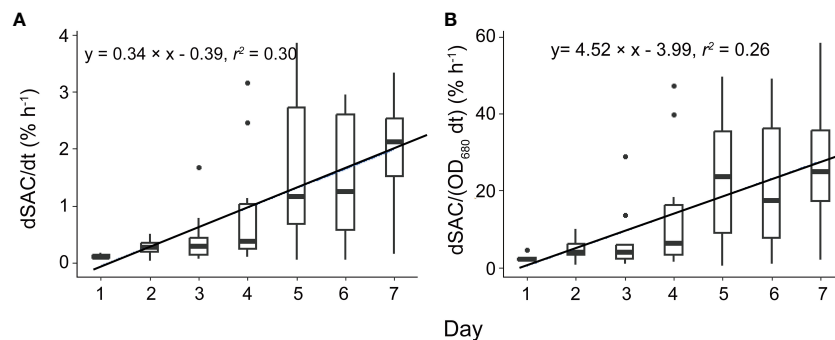 A
y = 0.34 × x - 0.39, r² = 0.30
dSAC/dt (% h⁻¹)
4
3
2
1
0
1 2 3 4 5 6 7
B
y= 4.52 × x - 3.99, r² = 0.26
dSAC/(OD₆₈₀ dt) (% h⁻¹)
60
40
20
0
1 2 3 4 5 6 7
Day